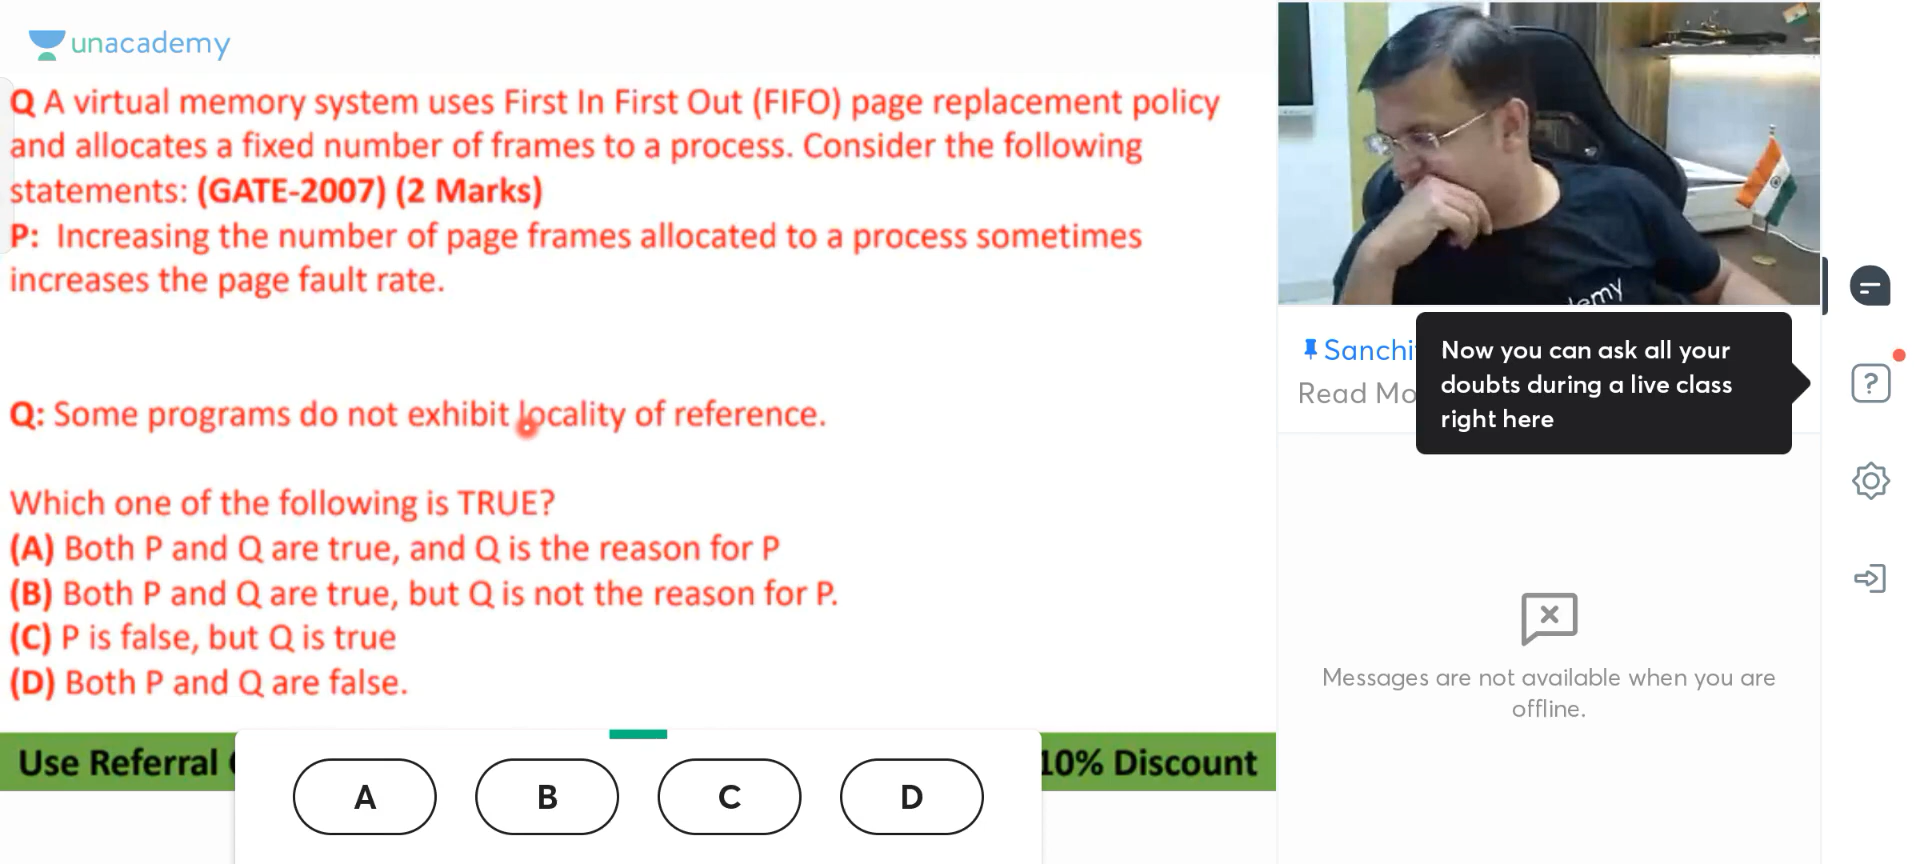 unacademy
Q A virtual memory system uses First In First Out (FIFO) page replacement policy
and allocates a fixed number of frames to a process. Consider the following
statements: (GATE-2007) (2 Marks)
P: Increasing the number of page frames allocated to a process sometimes
increases the page fault rate.
Q: Some programs do not exhibit locality of reference.
Which one of the following is TRUE?
(A) Both P and Q are true, and Q is the reason for P
(B) Both P and Q are true, but Q is not the reason for P.
(C) P is false, but Q is true
(D) Both P and Q are false.
Use Referral
10% Discount
A
B
C
D
emy
Sanchi
Read Mo
Now you can ask all your
doubts during a live class
right here
?
Messages are not available when you are
offline.